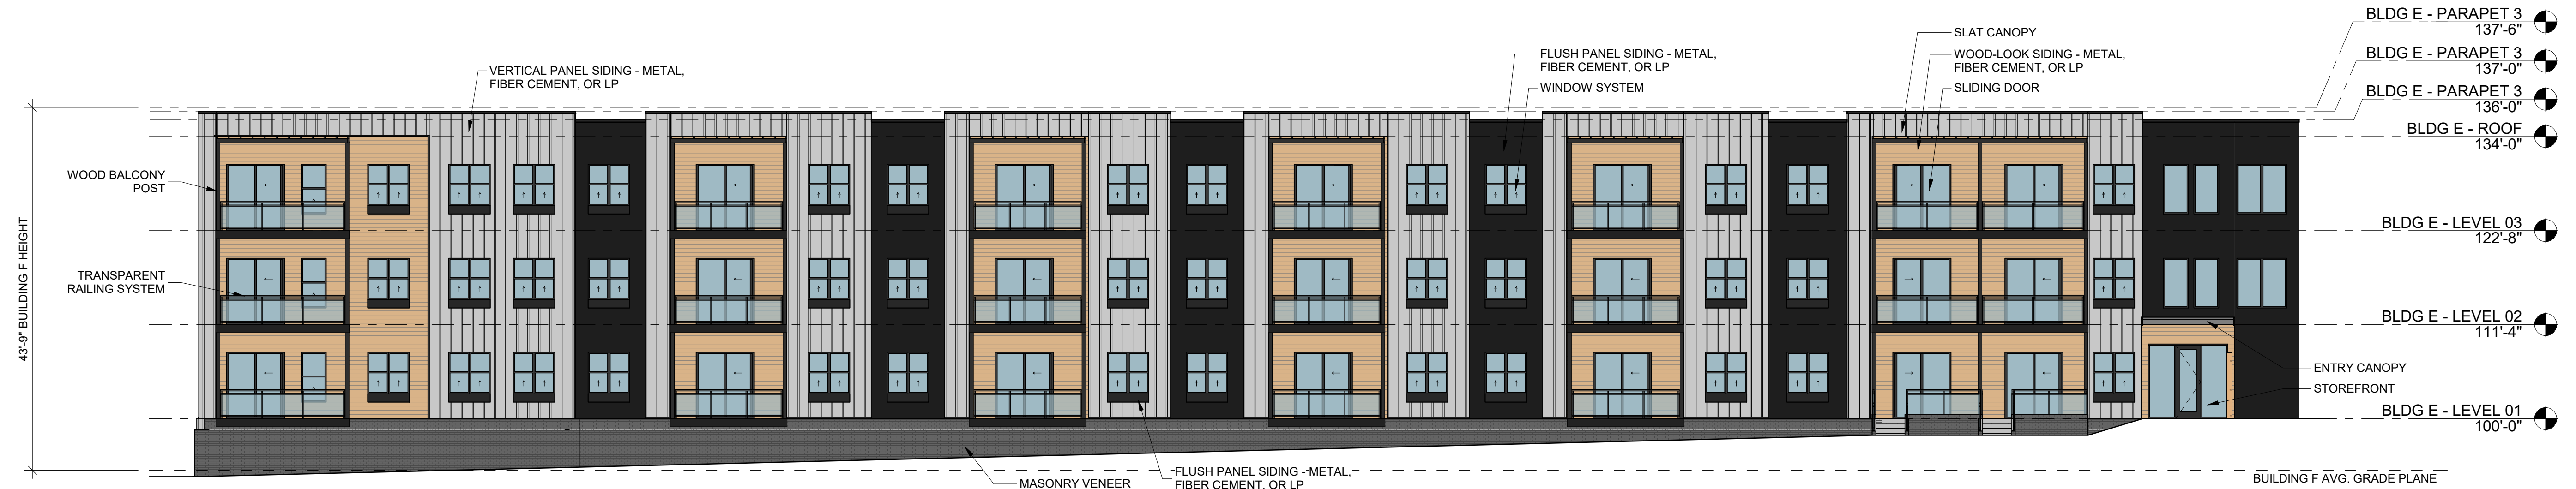 BLDG E - PARAPET 3
137'-6"
BLDG E - PARAPET 3
137'-0"
BLDG E - PARAPET 3
136'-0"
BLDG E - ROOF
134'-0"
BLDG E - LEVEL 03
122'-8"
BLDG E - LEVEL 02
111'-4"
BLDG E - LEVEL 01
100'-0"
BUILDING F AVG. GRADE PLANE
43'-9" BUILDING F HEIGHT
WOOD BALCONY
POST
TRANSPARENT
RAILING SYSTEM
VERTICAL PANEL SIDING - METAL,
FIBER CEMENT, OR LP
FLUSH PANEL SIDING - METAL,
FIBER CEMENT, OR LP
WINDOW SYSTEM
SLAT CANOPY
WOOD-LOOK SIDING - METAL,
FIBER CEMENT, OR LP
SLIDING DOOR
ENTRY CANOPY
STOREFRONT
MASONRY VENEER
FLUSH PANEL SIDING - METAL,
FIBER CEMENT, OR LP